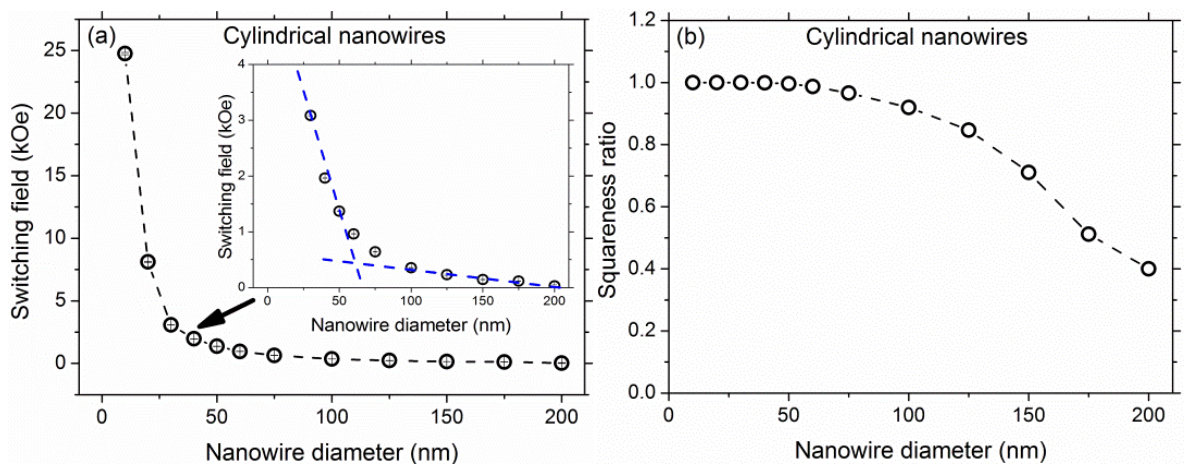 (a)
Cylindrical nanowires
25
20
15
10
5
0
Switching field (kOe)
0 50 100 150 200
Nanowire diameter (nm)
4
3
2
1
0
Switching field (kOe)
0 50 100 150 200
Nanowire diameter (nm)
(b)
Cylindrical nanowires
1.2
1.0
0.8
0.6
0.4
0.2
0.0
Squareness ratio
0 50 100 150 200
Nanowire diameter (nm)